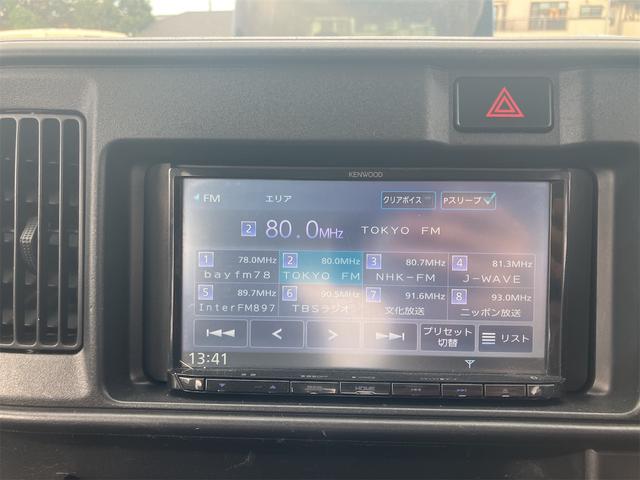 KENWOOD
FM エリア クリアボイス Pスリープ
2 80.0MHz TOKYO FM
1 78.0MHz 2 80.0MHz 3 80.7MHz 4 81.3MHz
bayfm78 TOKYO FM NHK-FM J-WAVE
5 89.7MHz 6 90.5MHz 7 91.6MHz 8 93.0MHz
InterFM897 TBSラジオ 文化放送 ニッポン放送
プリセット
切替 リスト
13:41
HOME